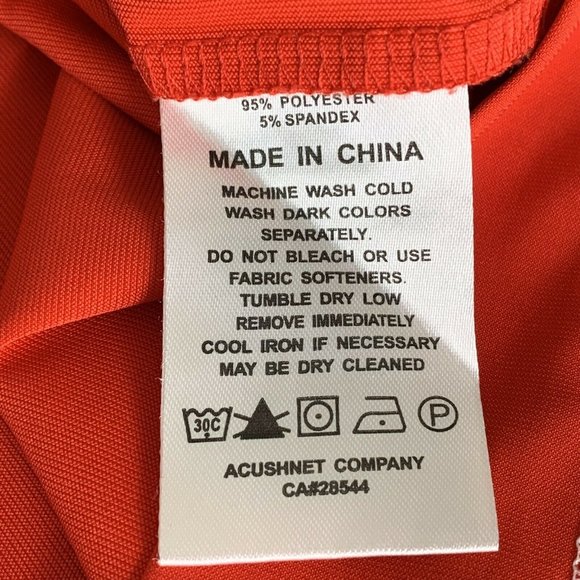 95% POLYESTER
5% SPANDEX
MADE IN CHINA
MACHINE WASH COLD
WASH DARK COLORS
SEPARATELY.
DO NOT BLEACH OR USE
FABRIC SOFTENERS.
TUMBLE DRY LOW
REMOVE IMMEDIATELY
COOL IRON IF NECESSARY
MAY BE DRY CLEANED
30C P
ACUSHNET COMPANY
CA#28544